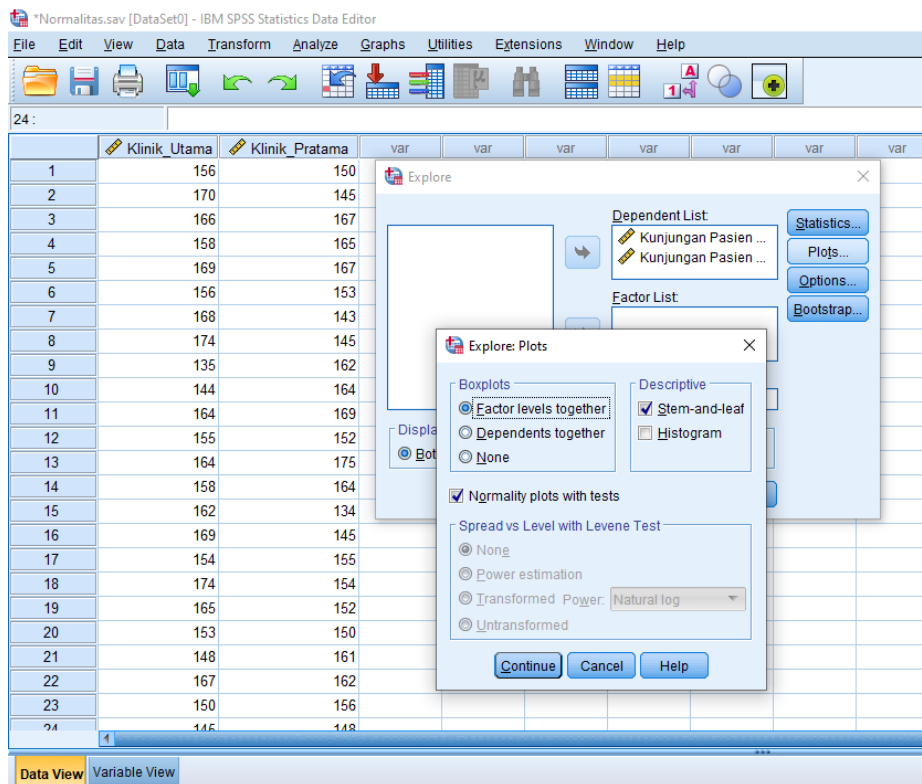 *Normalitas.sav [DataSet0] - IBM SPSS Statistics Data Editor
File Edit View Data Transform Analyze Graphs Utilities Extensions Window Help
24 :
Klinik_Utama Klinik_Pratama var var var var var var var
1 156 150
2 170 145
3 166 167
4 158 165
5 169 167
6 156 153
7 168 143
8 174 145
9 135 162
10 144 164
11 164 169
12 155 152
13 164 175
14 158 164
15 162 134
16 169 145
17 154 155
18 174 154
19 165 152
20 153 150
21 148 161
22 167 162
23 150 156
24 145 148
Explore
Dependent List:
Kunjungan Pasien ...
Kunjungan Pasien ...
Factor List:
Statistics...
Plots...
Options...
Bootstrap...
Displa
Bot
Explore: Plots
Boxplots
Factor levels together
Dependents together
None
Descriptive
Stem-and-leaf
Histogram
Normality plots with tests
Spread vs Level with Levene Test
None
Power estimation
Transformed Power: Natural log
Untransformed
Continue Cancel Help
Data View Variable View